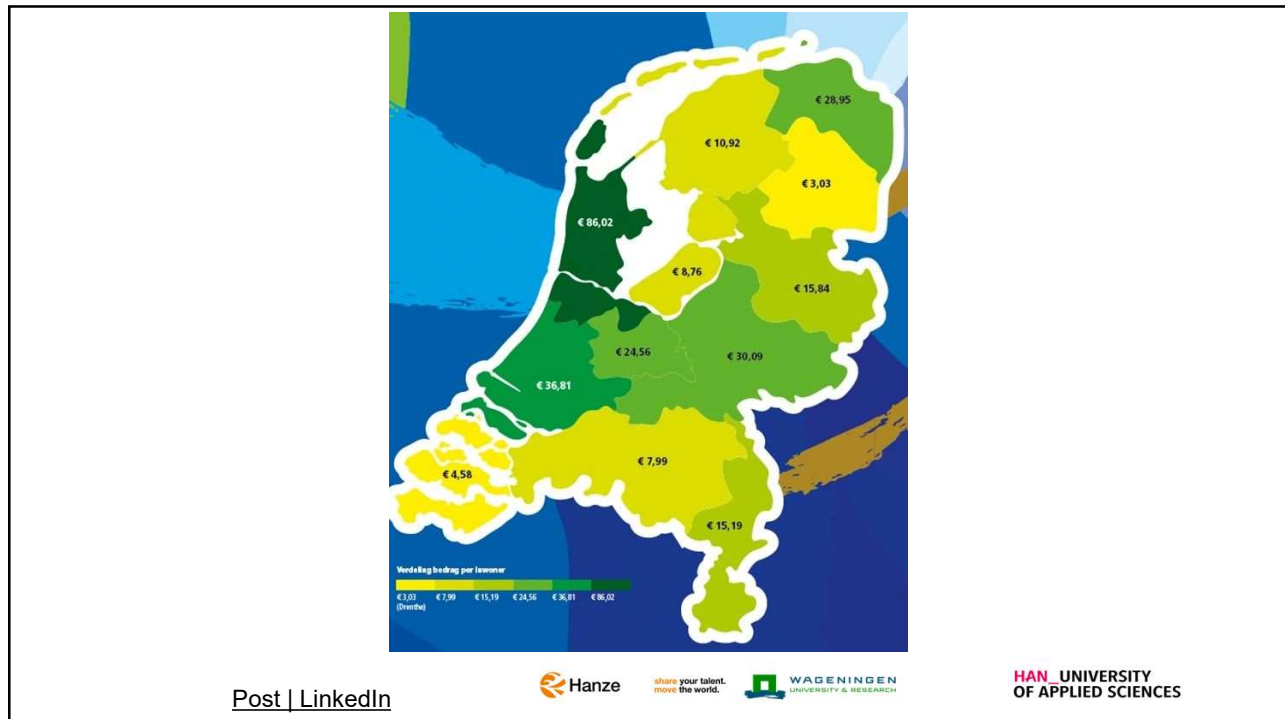 € 28,95
€ 10,92
€ 3,03
€ 86,02
€ 8,76
€ 15,84
€ 24,56
€ 30,09
€ 36,81
€ 7,99
€ 4,58
€ 15,19
Verdeling bedrag per inwoner
€ 3,03 € 7,99 € 15,19 € 24,56 € 36,81 € 86,02
(Drenthe)
Post | LinkedIn
Hanze
share your talent.
move the world.
WAGENINGEN
UNIVERSITY & RESEARCH
HAN_UNIVERSITY
OF APPLIED SCIENCES